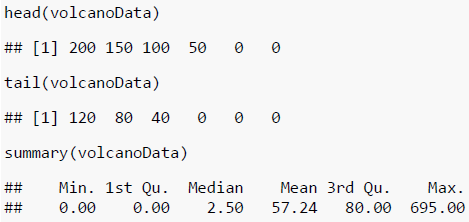 head(volcanoData)
## [1] 200 150 100  50   0   0
tail(volcanoData)
## [1] 120  80  40   0   0   0
summary(volcanoData)
##    Min. 1st Qu.  Median    Mean 3rd Qu.    Max.
##    0.00    0.00    2.50   57.24   80.00  695.00